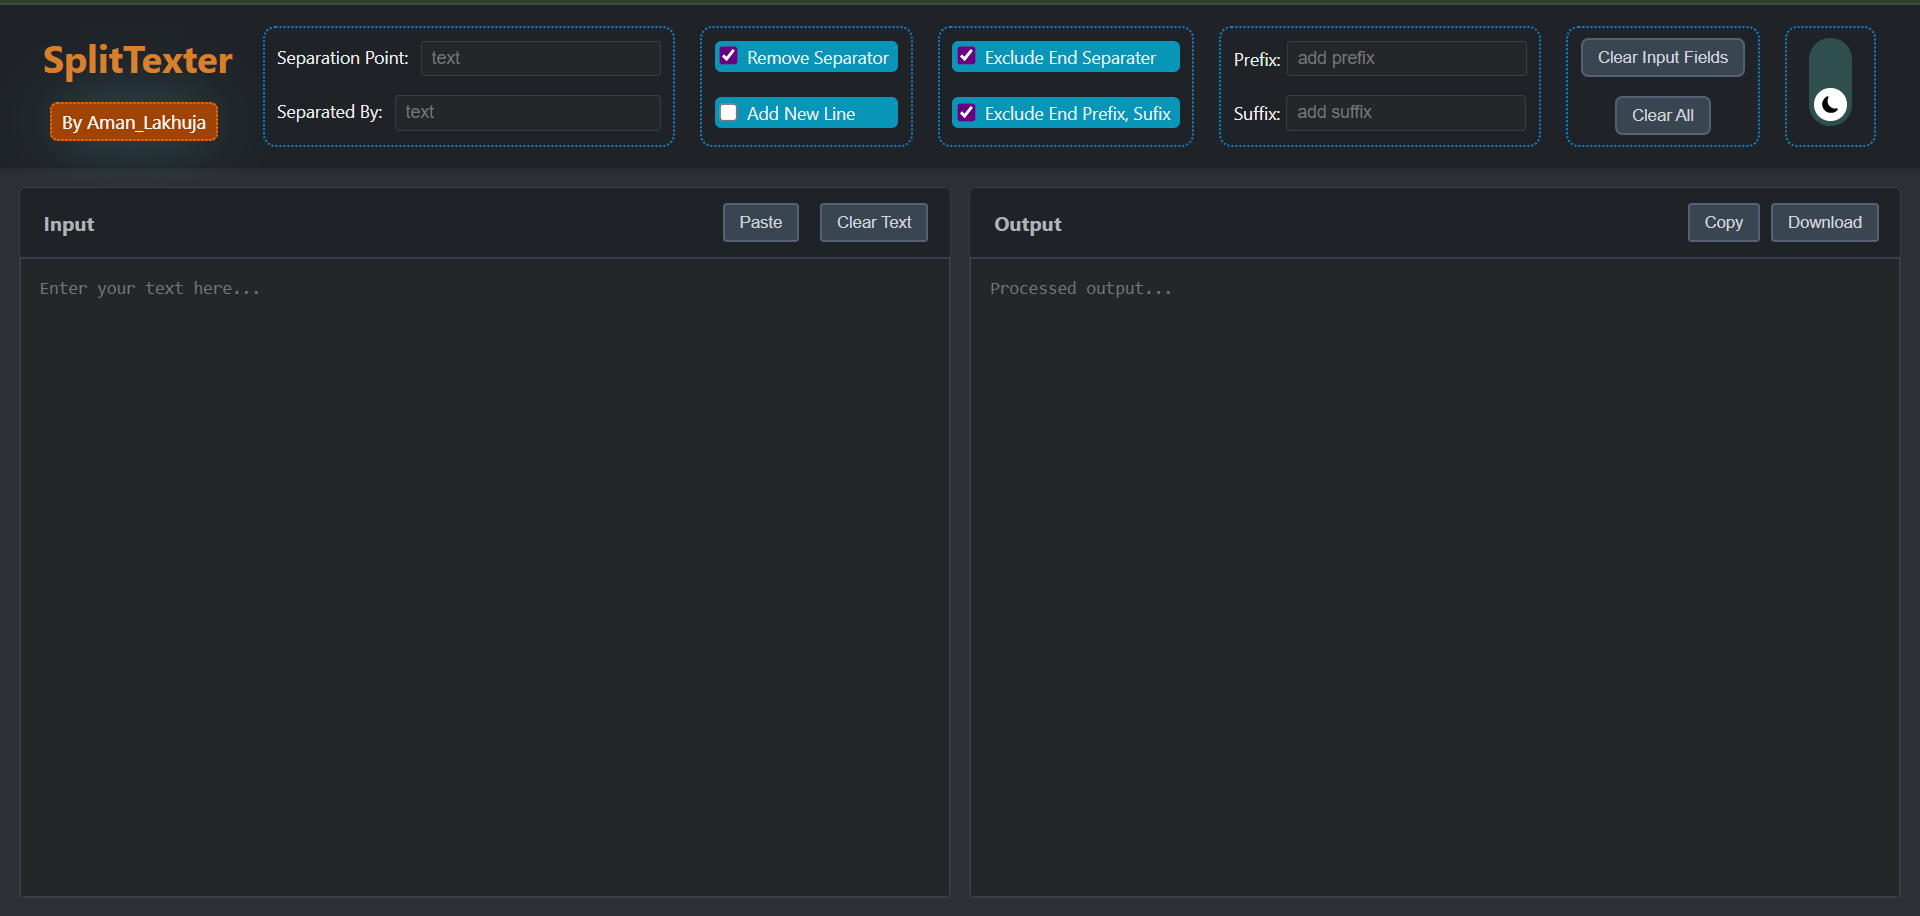 SplitTexter
By Aman_Lakhuja
Separation Point: text
Separated By: text
Remove Separator
Add New Line
Exclude End Separater
Exclude End Prefix, Sufix
Prefix: add prefix
Suffix: add suffix
Clear Input Fields
Clear All
Input Paste Clear Text
Enter your text here...
Output Copy Download
Processed output...